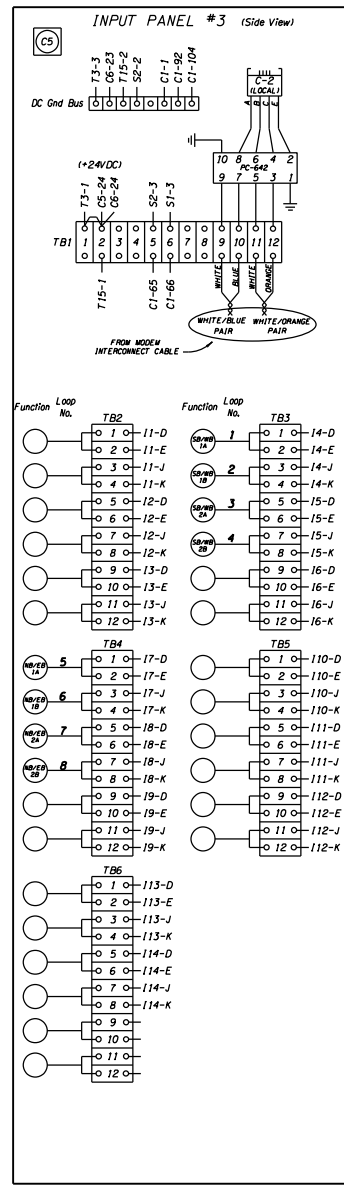 INPUT PANEL #3 (Side View)
C5
T3-3 C6-23 T15-2 S2-2 C1-1 C1-92 C1-104
DC Gnd Bus
C-2
(LOCAL)
A B C E
10 8 6 4 2
PC-642
9 7 5 3 1
(+24VDC)
T3-1 C5-24 C6-24 S2-3 S1-3
TB1 1 2 3 4 5 6 7 8 9 10 11 12
T15-1 C1-65 C1-66 WHITE BLUE WHITE ORANGE
WHITE/BLUE PAIR WHITE/ORANGE PAIR
FROM MODEM
INTERCONNECT CABLE
Function Loop No. TB2
1 I1-D
2 I1-E
3 I1-J
4 I1-K
5 I2-D
6 I2-E
7 I2-J
8 I2-K
9 I3-D
10 I3-E
11 I3-J
12 I3-K
Function Loop No. TB3
SB/WB 1A 1 1 I4-D
2 I4-E
SB/WB 1B 2 3 I4-J
4 I4-K
SB/WB 2A 3 5 I5-D
6 I5-E
SB/WB 2B 4 7 I5-J
8 I5-K
9 I6-D
10 I6-E
11 I6-J
12 I6-K
TB4
NB/EB 1A 5 1 I7-D
2 I7-E
NB/EB 1B 6 3 I7-J
4 I7-K
NB/EB 2A 7 5 I8-D
6 I8-E
NB/EB 2B 8 7 I8-J
8 I8-K
9 I9-D
10 I9-E
11 I9-J
12 I9-K
TB5
1 I10-D
2 I10-E
3 I10-J
4 I10-K
5 I11-D
6 I11-E
7 I11-J
8 I11-K
9 I12-D
10 I12-E
11 I12-J
12 I12-K
TB6
1 I13-D
2 I13-E
3 I13-J
4 I13-K
5 I14-D
6 I14-E
7 I14-J
8 I14-K
9
10
11
12